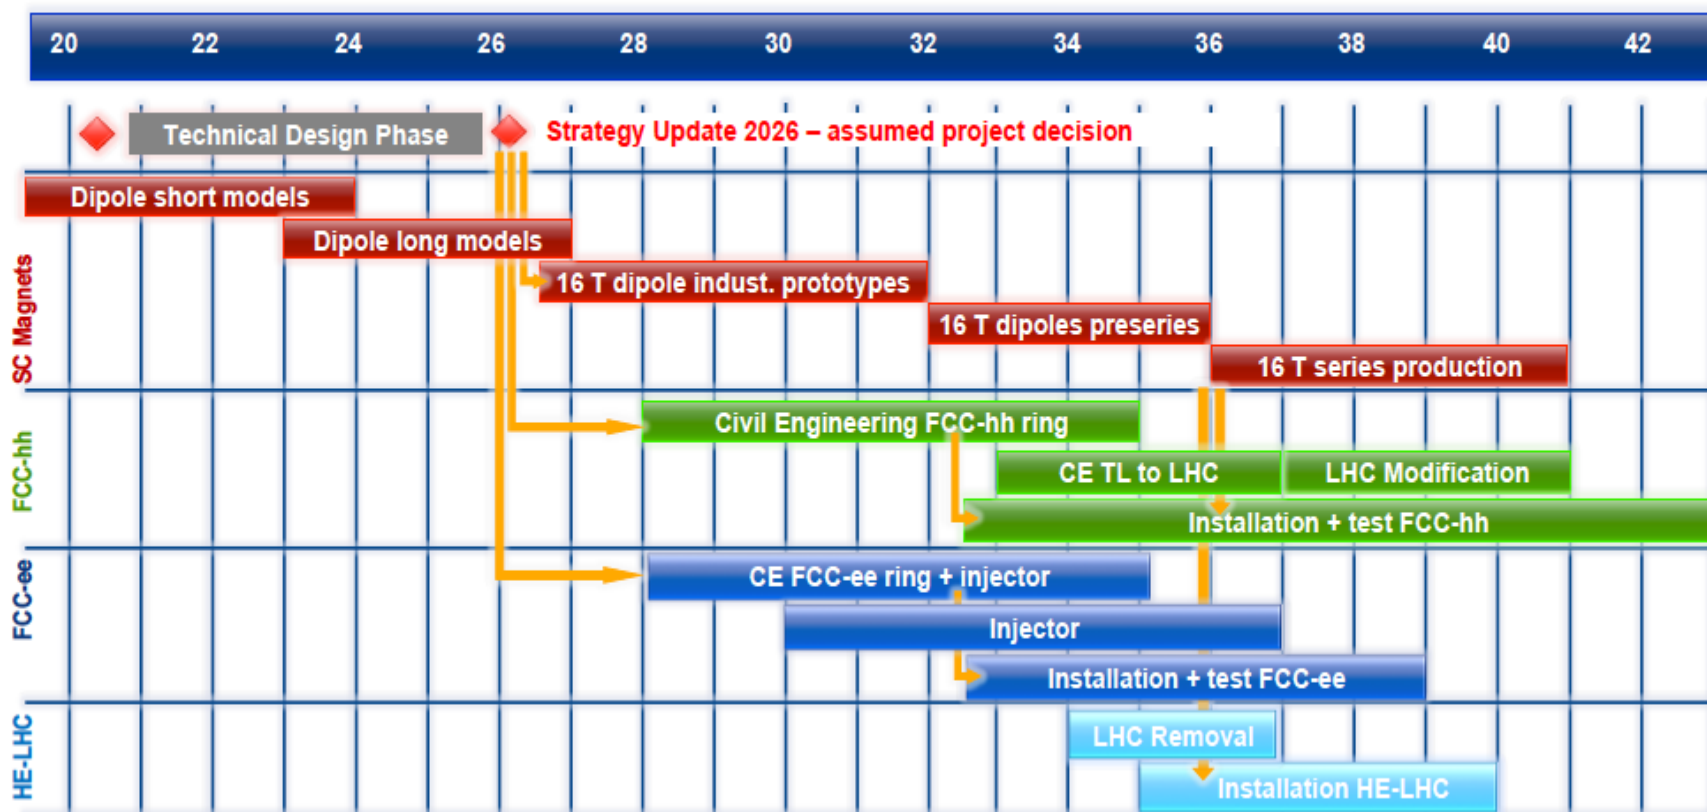 20 22 24 26 28 30 32 34 36 38 40 42
Technical Design Phase
Strategy Update 2026 – assumed project decision
SC Magnets
Dipole short models
Dipole long models
16 T dipole indust. prototypes
16 T dipoles preseries
16 T series production
FCC-hh
Civil Engineering FCC-hh ring
CE TL to LHC
LHC Modification
Installation + test FCC-hh
FCC-ee
CE FCC-ee ring + injector
Injector
Installation + test FCC-ee
HE-LHC
LHC Removal
Installation HE-LHC